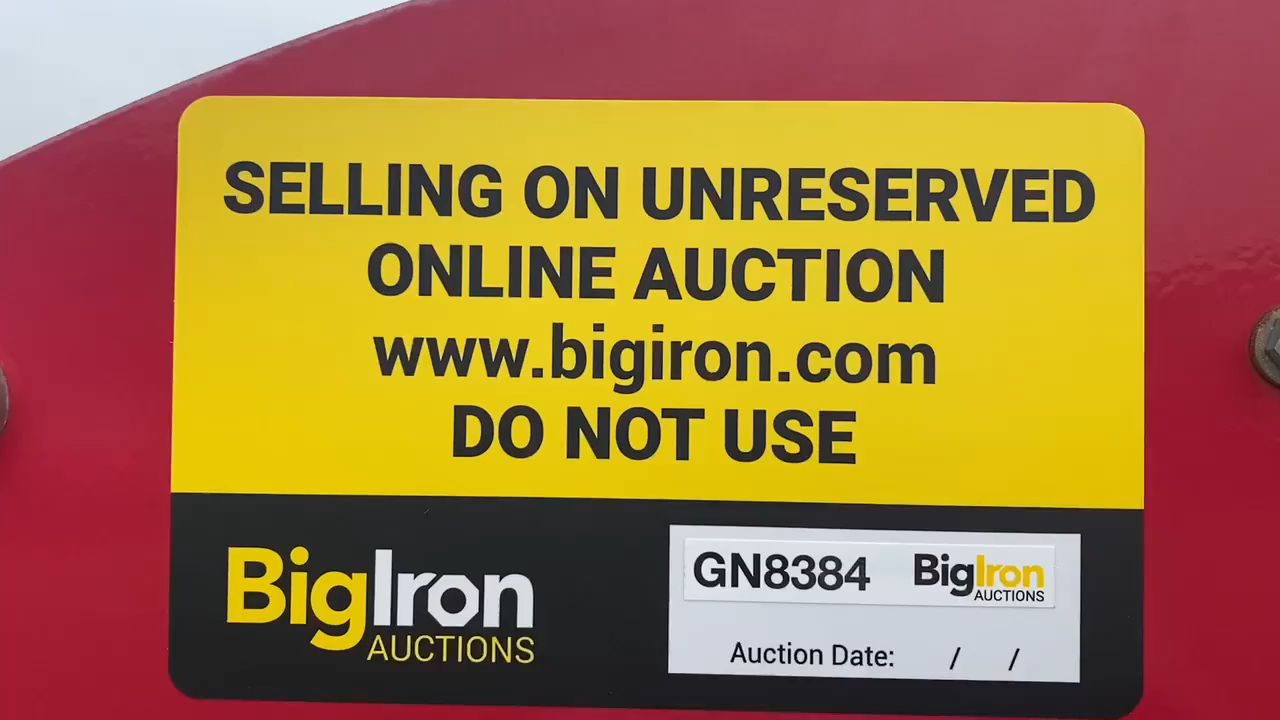 SELLING ON UNRESERVED
ONLINE AUCTION
www.bigiron.com
DO NOT USE
BigIron
AUCTIONS
GN8384
BigIron
AUCTIONS
Auction Date: / /